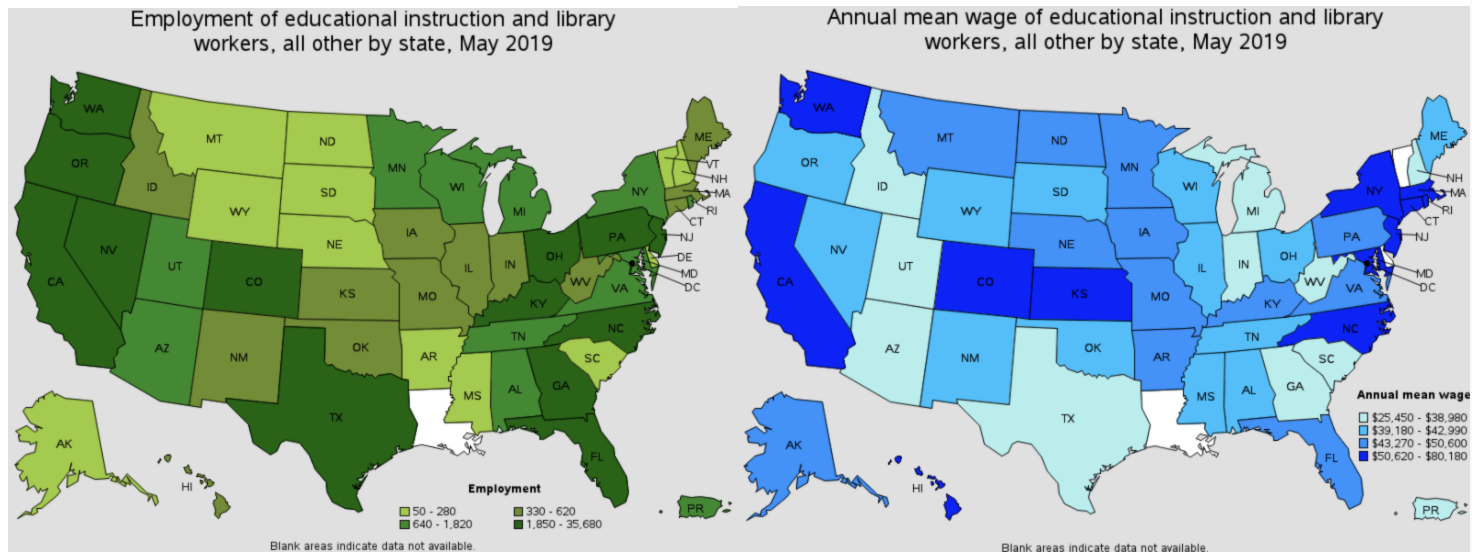 Employment of educational instruction and library
workers, all other by state, May 2019
WA
MT
ND
MN
ME
OR
ID
SD
WI
VT
NH
MA
NY
MI
RI
CT
WY
IA
NE
PA
NJ
NV
UT
CO
IL
IN
OH
DE
MD
DC
WV
VA
CA
KS
MO
KY
NC
TN
AZ
NM
OK
AR
SC
MS
AL
GA
TX
FL
AK
HI
PR
Employment
50 - 280
330 - 620
640 - 1,820
1,850 - 35,680
Blank areas indicate data not available.
Annual mean wage of educational instruction and library
workers, all other by state, May 2019
WA
MT
ND
MN
ME
OR
ID
SD
WI
NH
MA
NY
MI
RI
CT
WY
IA
NE
PA
NJ
NV
UT
CO
IL
IN
OH
MD
DC
WV
VA
CA
KS
MO
KY
NC
TN
AZ
NM
OK
AR
SC
MS
AL
GA
TX
FL
AK
HI
PR
Annual mean wage
$25,450 - $38,980
$39,180 - $42,990
$43,270 - $50,600
$50,620 - $80,180
Blank areas indicate data not available.